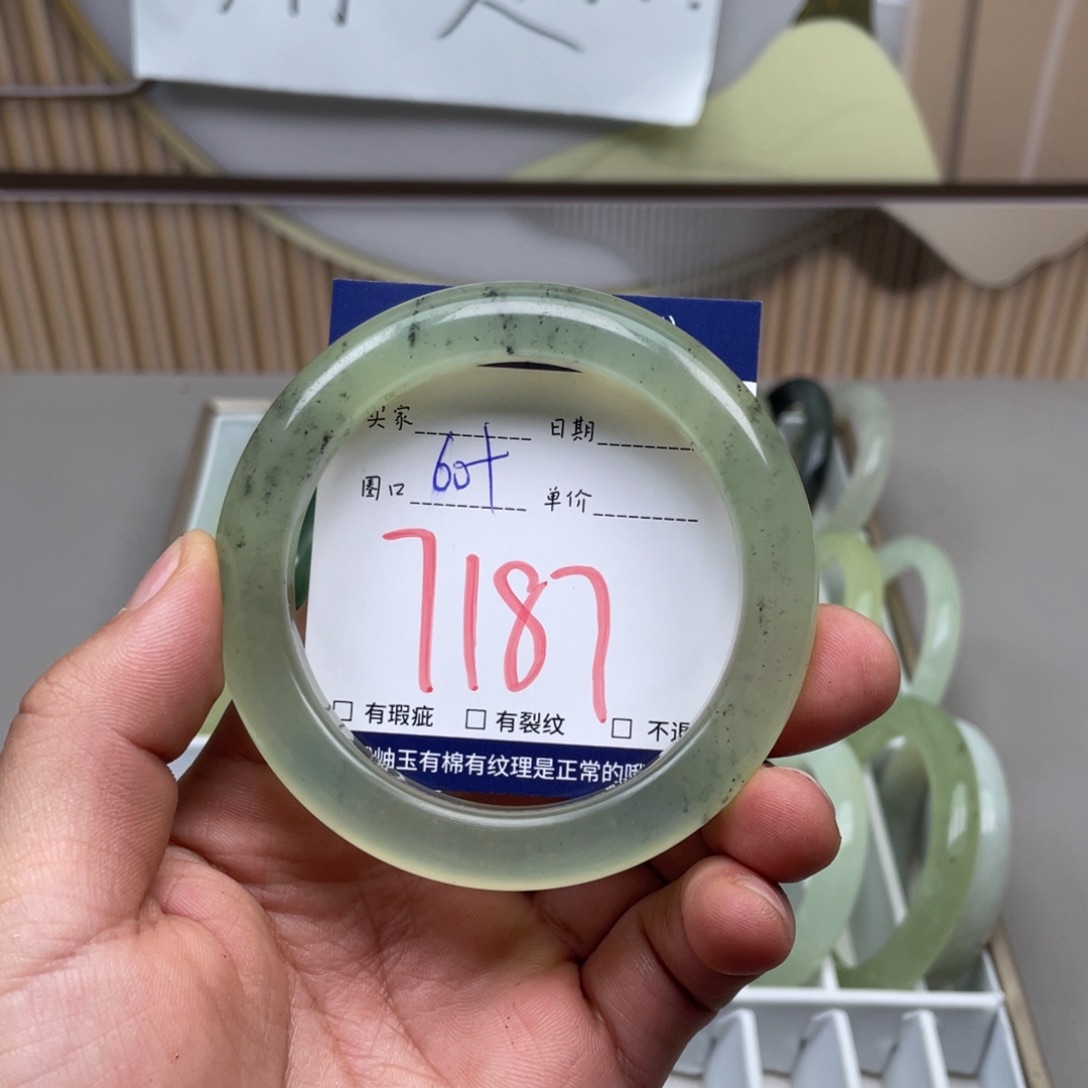 买家 日期
圈口 60+ 单价
7187
□ 有瑕疵 □ 有裂纹 □ 不退
岫玉有棉有纹理是正常的哦